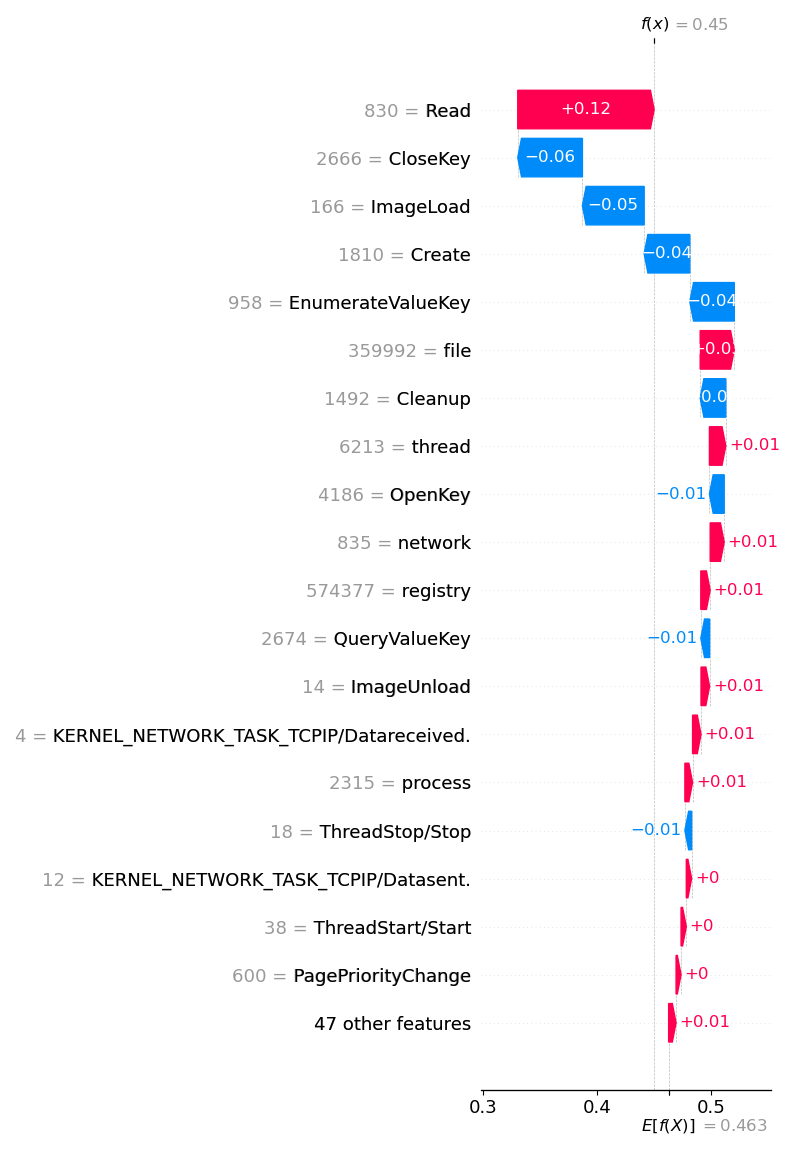 f(x) = 0.45
830 = Read
+0.12
2666 = CloseKey
−0.06
166 = ImageLoad
−0.05
1810 = Create
−0.04
958 = EnumerateValueKey
−0.04
359992 = file
1492 = Cleanup
6213 = thread
+0.01
4186 = OpenKey
−0.01
835 = network
+0.01
574377 = registry
+0.01
2674 = QueryValueKey
−0.01
14 = ImageUnload
+0.01
4 = KERNEL_NETWORK_TASK_TCPIP/Datareceived.
+0.01
2315 = process
+0.01
18 = ThreadStop/Stop
−0.01
12 = KERNEL_NETWORK_TASK_TCPIP/Datasent.
+0
38 = ThreadStart/Start
+0
600 = PagePriorityChange
+0
47 other features
+0.01
0.3 0.4 0.5
E[f(X)] = 0.463